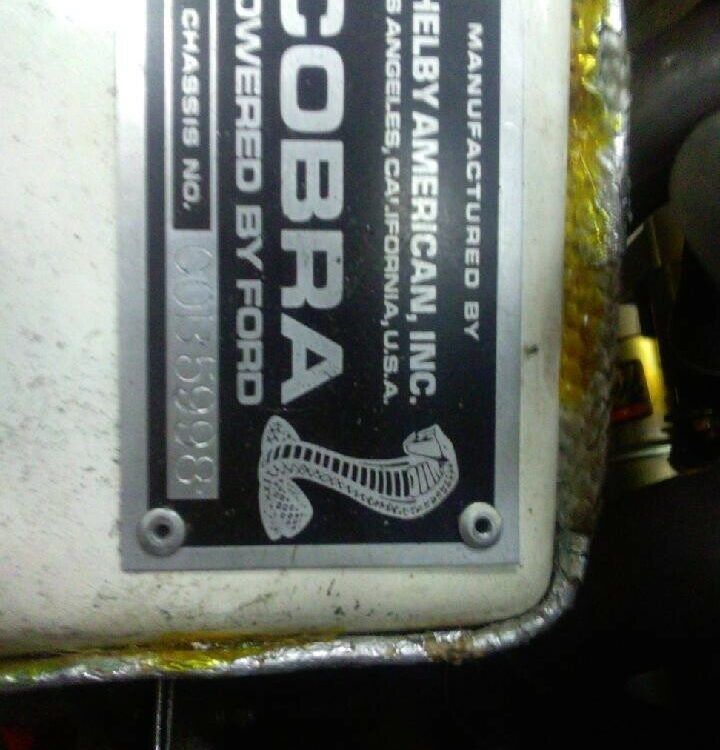 MANUFACTURED BY
HELBY AMERICAN, INC.
S ANGELES, CALIFORNIA, U.S.A.
COBRA
OWERED BY FORD
CHASSIS NO.